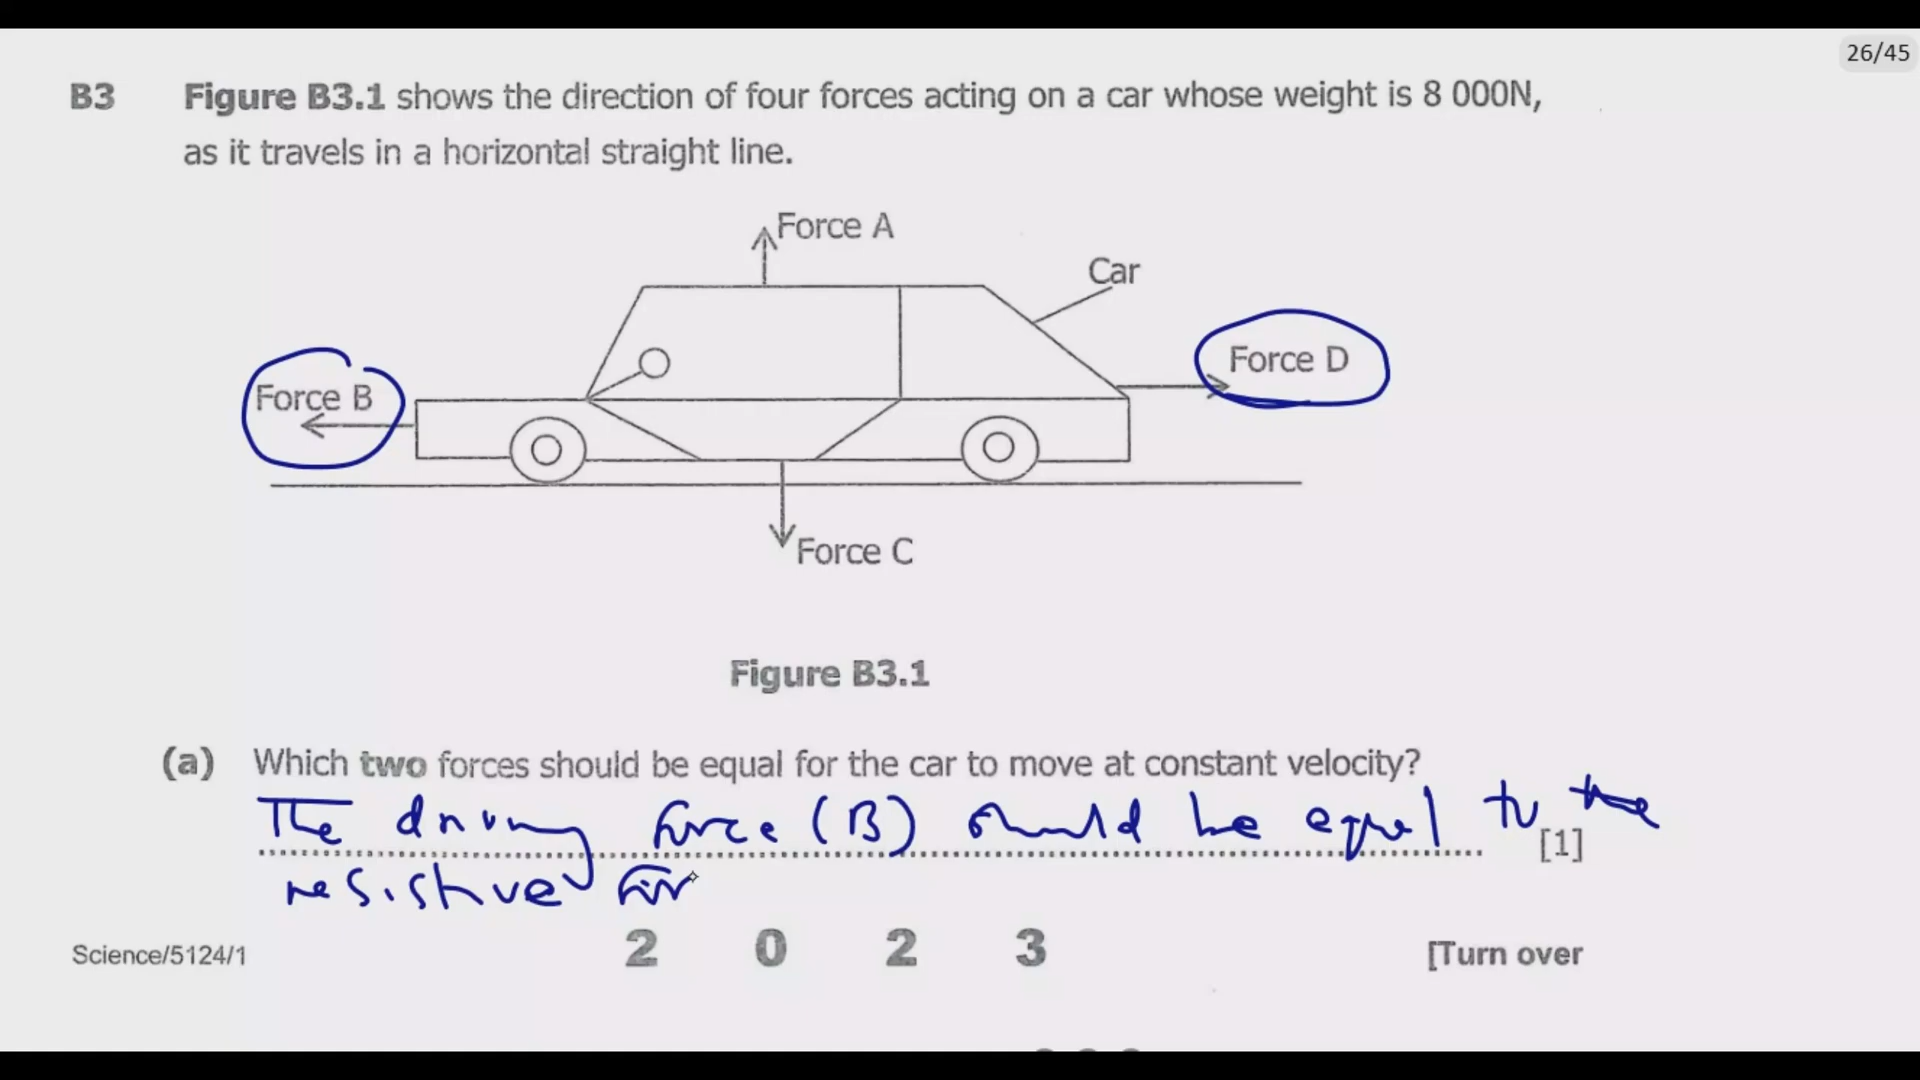 26/45
B3 Figure B3.1 shows the direction of four forces acting on a car whose weight is 8 000N,
as it travels in a horizontal straight line.
Force A
Car
Force D
Force B
Force C
Figure B3.1
(a) Which two forces should be equal for the car to move at constant velocity?
The driving force (B) should be equal to the
[1]
resistive for
Science/5124/1 2 0 2 3 [Turn over